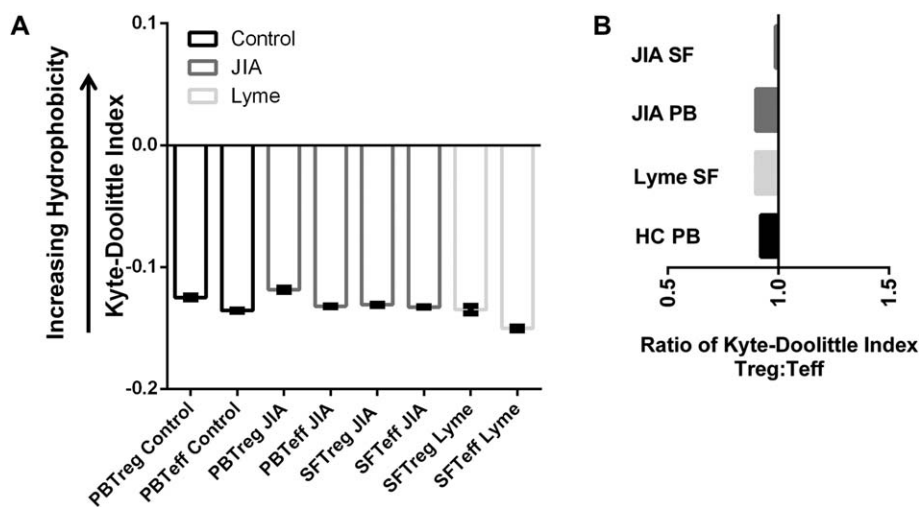 A
Increasing Hydrophobicity
Kyte-Doolittle Index
0.1
0.0
-0.1
-0.2
Control
JIA
Lyme
PBTreg Control
PBTeff Control
PBTreg JIA
PBTeff JIA
SFTreg JIA
SFTeff JIA
SFTreg Lyme
SFTeff Lyme
B
JIA SF
JIA PB
Lyme SF
HC PB
0.5
1.0
1.5
Ratio of Kyte-Doolittle Index
Treg:Teff